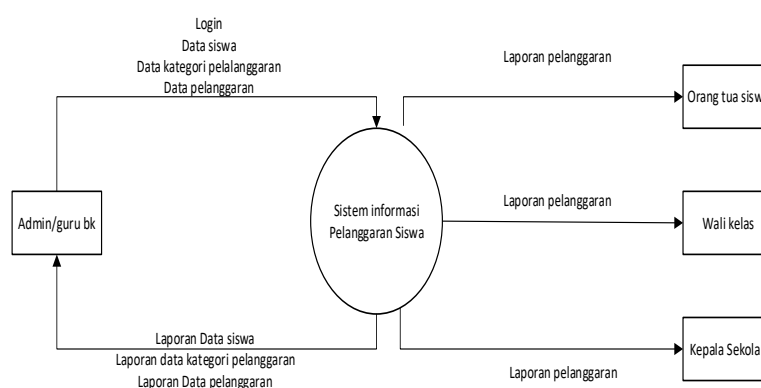 Login
Data siswa
Data kategori pelalanggaran
Data pelanggaran
Laporan pelanggaran
Orang tua sisw
Admin/guru bk
Sistem informasi
Pelanggaran Siswa
Laporan pelanggaran
Wali kelas
Laporan Data siswa
Laporan data kategori pelanggaran
Laporan Data pelanggaran
Laporan pelanggaran
Kepala Sekola